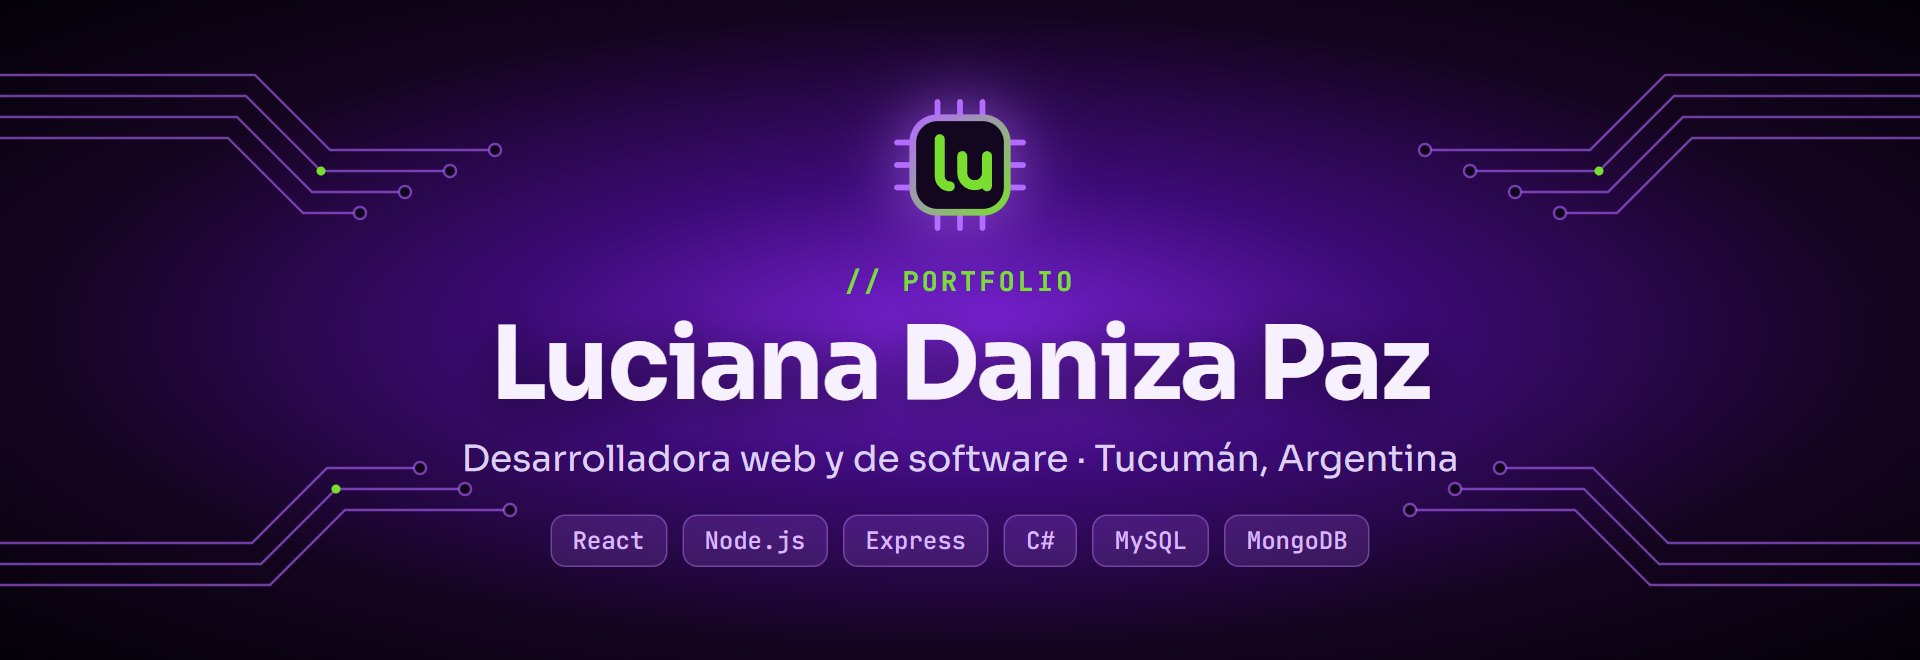 lu
// PORTFOLIO
Luciana Daniza Paz
Desarrolladora web y de software · Tucumán, Argentina
React Node.js Express C# MySQL MongoDB